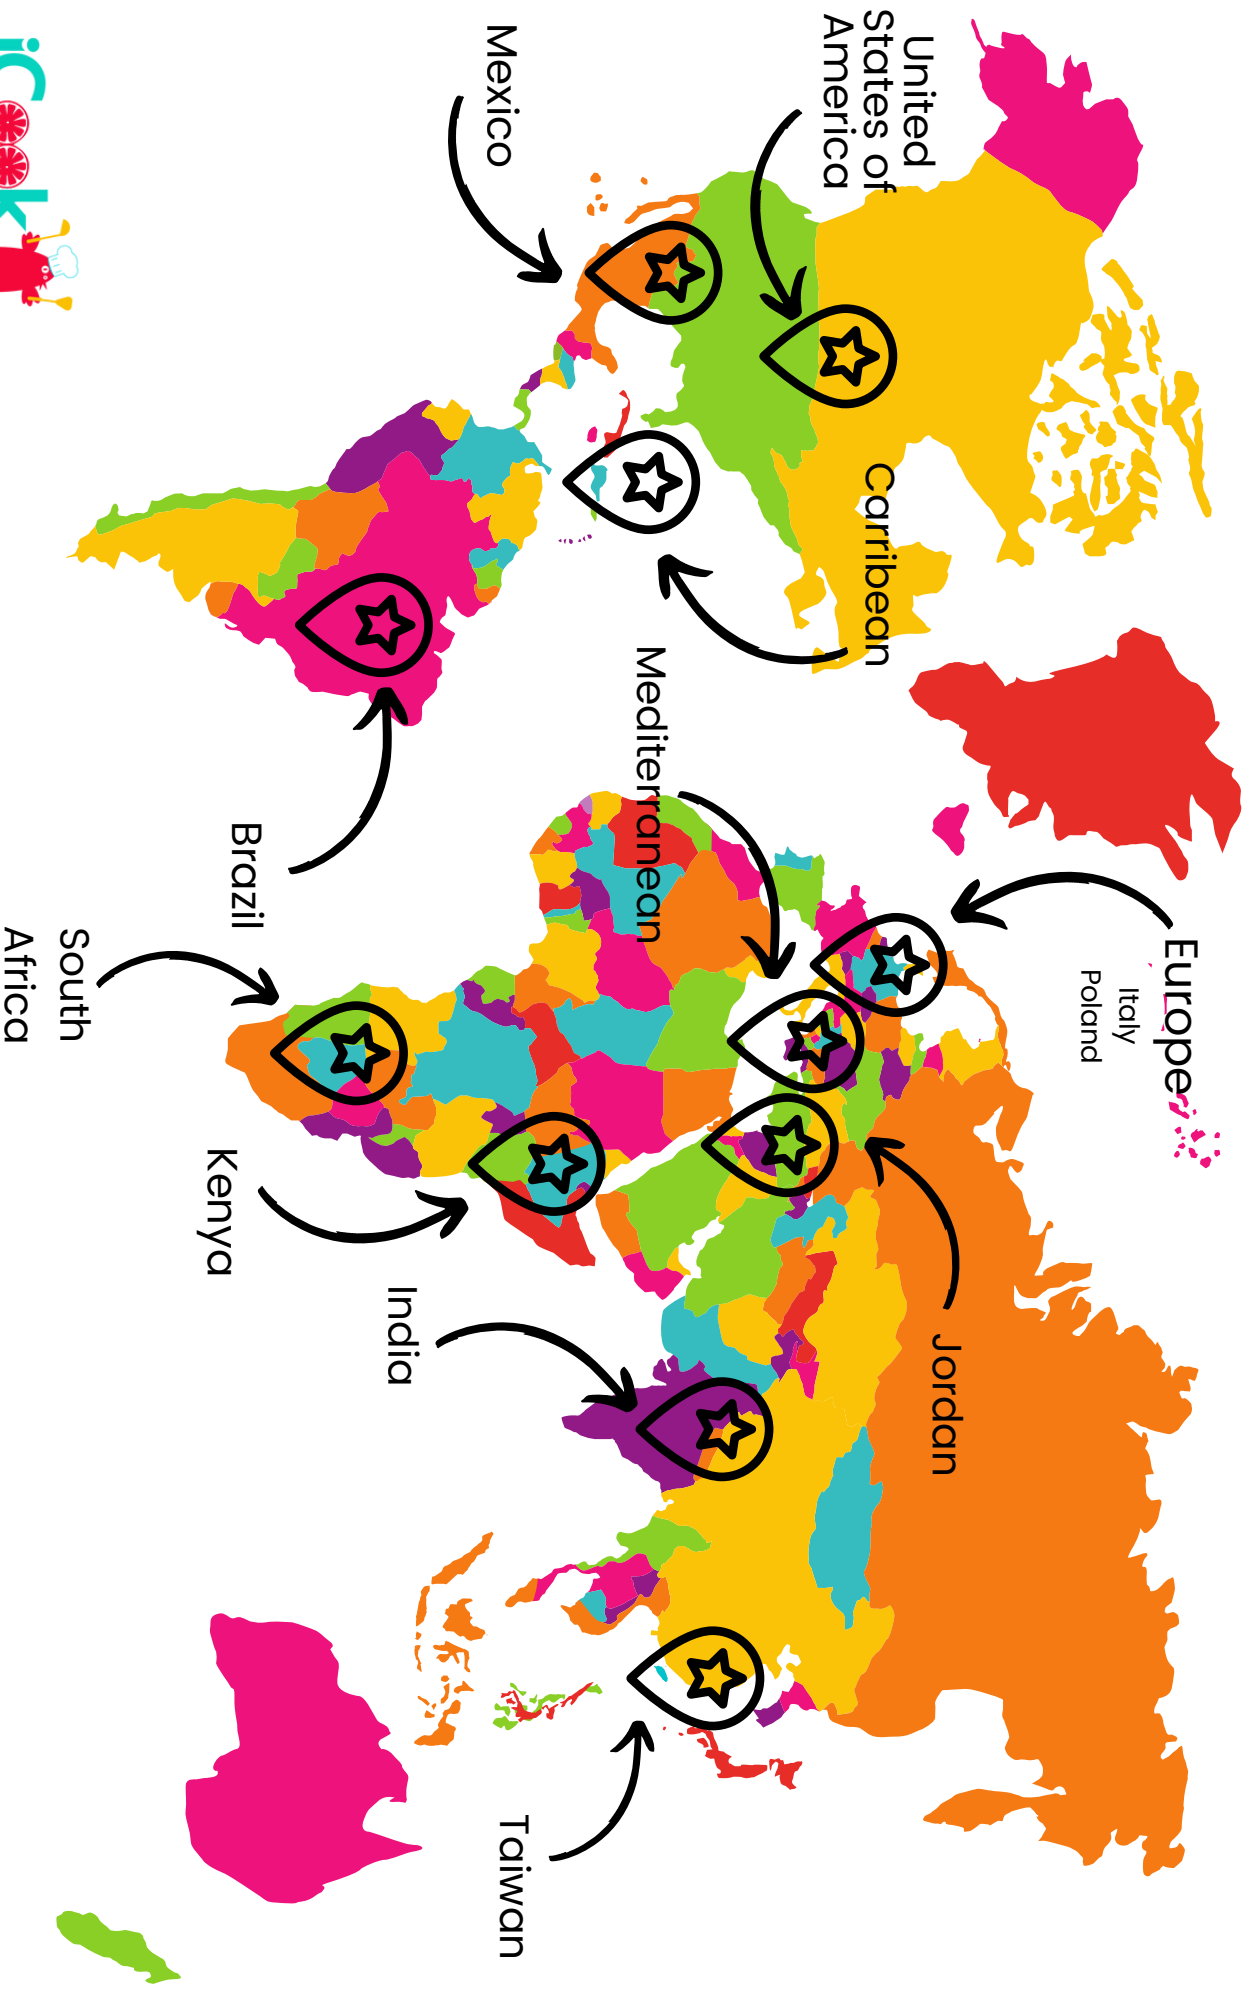 United
States of
America
Mexico
Carribean
Brazil
Mediterranean
Europe
Italy
Poland
South
Africa
Kenya
India
Jordan
Taiwan
iCook